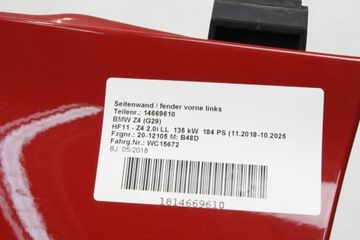 Seitenwand / fender vorne links
Teilenr.: 14669610
BMW Z4 (G29)
HF11 - Z4 2.0i LL 135 kW 184 PS (11.2018-10.2025
Fzgnr.: 20-12105 M: B48D
Fahrg.Nr.: WC15672
BJ: 05/2018
1814669610